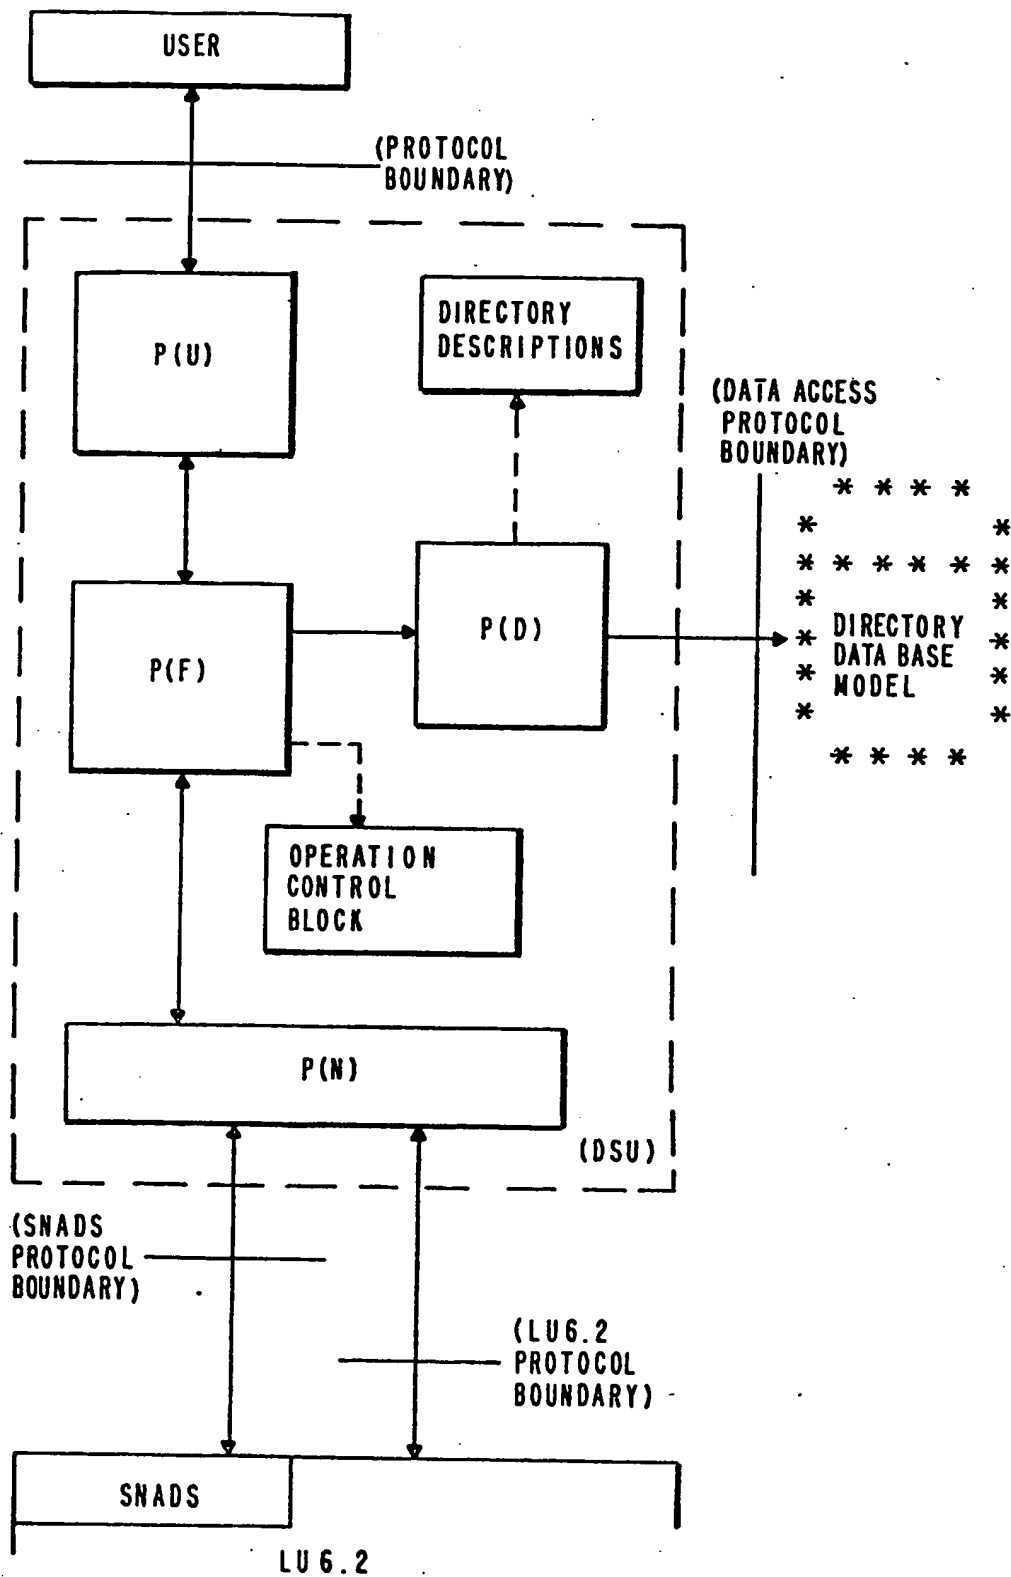 USER
(PROTOCOL
BOUNDARY)
P(U)
DIRECTORY
DESCRIPTIONS
(DATA ACCESS
PROTOCOL
BOUNDARY)
* * * *
* *
* * * * * *
* *
P(F)
P(D)
* DIRECTORY *
DATA BASE
* MODEL *
* *
* * * *
OPERATION
CONTROL
BLOCK
P(N)
(DSU)
(SNADS
PROTOCOL
BOUNDARY)
(LU6.2
PROTOCOL
BOUNDARY)
SNADS
LU6.2